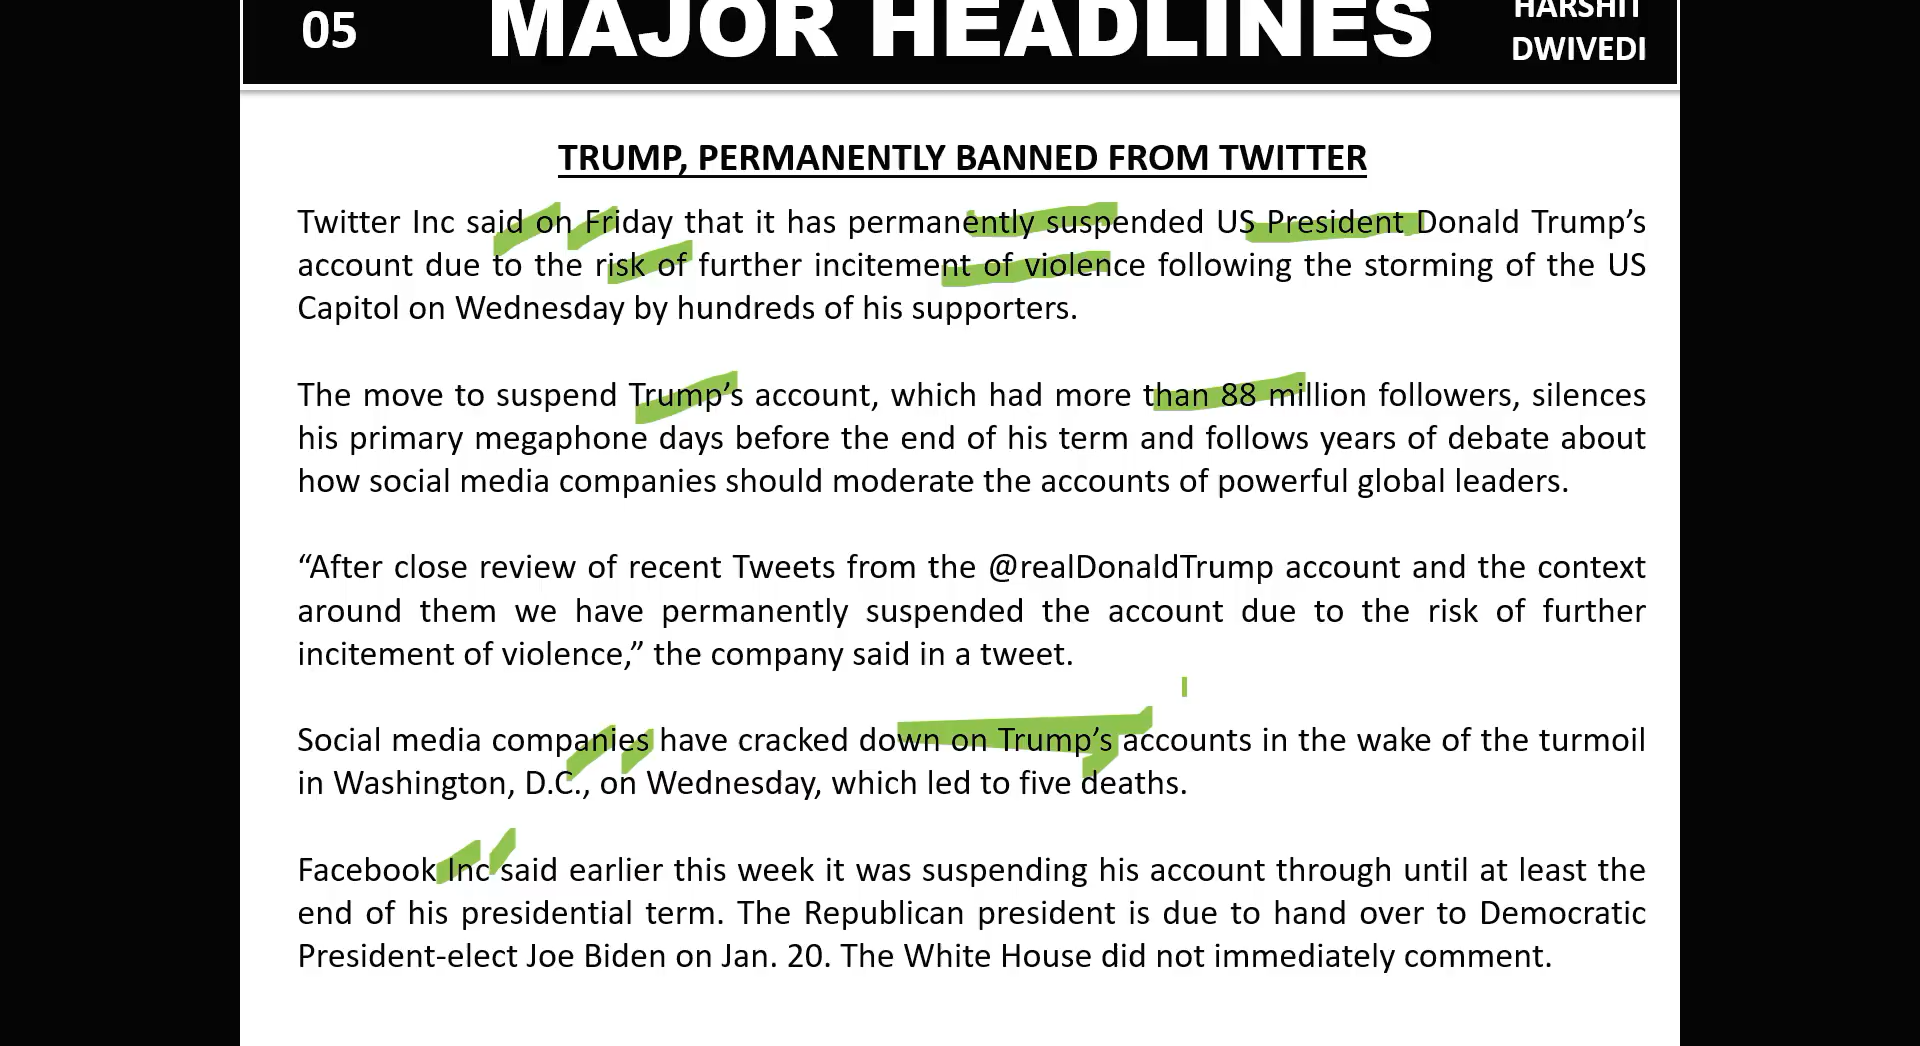 05
MAJOR HEADLINES
HARSHIT
DWIVEDI
TRUMP, PERMANENTLY BANNED FROM TWITTER
Twitter Inc said on Friday that it has permanently suspended US President Donald Trump’s
account due to the risk of further incitement of violence following the storming of the US
Capitol on Wednesday by hundreds of his supporters.
The move to suspend Trump’s account, which had more than 88 million followers, silences
his primary megaphone days before the end of his term and follows years of debate about
how social media companies should moderate the accounts of powerful global leaders.
“After close review of recent Tweets from the @realDonaldTrump account and the context
around them we have permanently suspended the account due to the risk of further
incitement of violence,” the company said in a tweet.
Social media companies have cracked down on Trump’s accounts in the wake of the turmoil
in Washington, D.C., on Wednesday, which led to five deaths.
Facebook Inc said earlier this week it was suspending his account through until at least the
end of his presidential term. The Republican president is due to hand over to Democratic
President-elect Joe Biden on Jan. 20. The White House did not immediately comment.